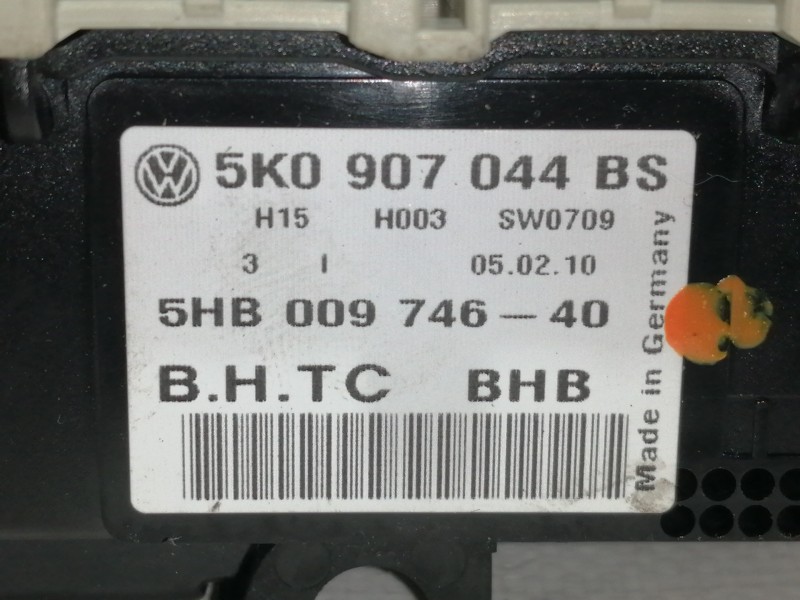 VW 5K0 907 044 BS
H15 H003 SW0709
3 I 05.02.10
5HB 009 746-40
B.H.TC BHB
Made in Germany